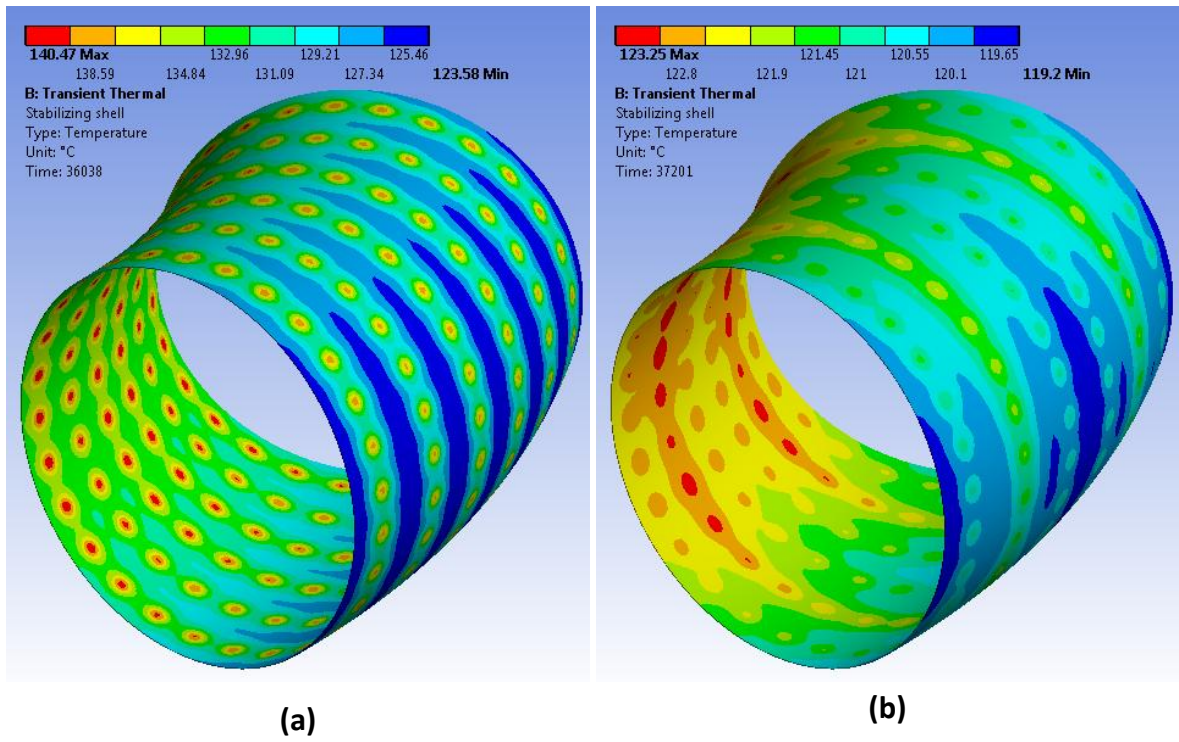 140.47 Max 132.96 129.21 125.46
138.59 134.84 131.09 127.34 123.58 Min
B: Transient Thermal
Stabilizing shell
Type: Temperature
Unit: °C
Time: 36038
(a)
123.25 Max 121.45 120.55 119.65
122.8 121.9 121 120.1 119.2 Min
B: Transient Thermal
Stabilizing shell
Type: Temperature
Unit: °C
Time: 37201
(b)